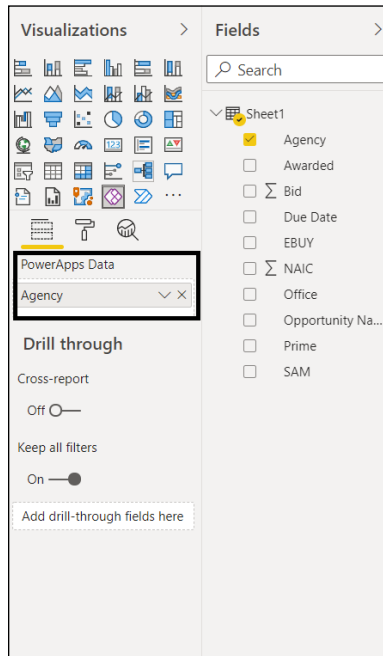 Visualizations >
123
PowerApps Data
Agency
Drill through
Cross-report
Off
Keep all filters
On
Add drill-through fields here
Fields >
Search
Sheet1
Agency
Awarded
∑ Bid
Due Date
EBUY
∑ NAIC
Office
Opportunity Na...
Prime
SAM